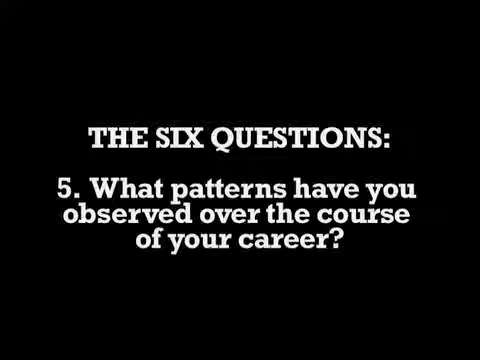 THE SIX QUESTIONS:
5. What patterns have you
observed over the course
of your career?